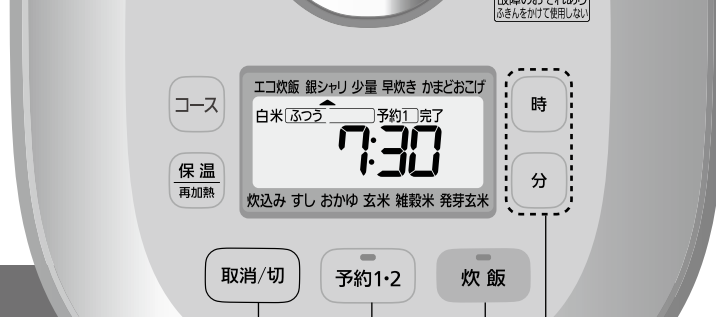 ふきんをかけて使用しない
エコ炊飯 銀シャリ 少量 早炊き かまどおこげ
コース
白米 ふつう 予約1 完了
時
7:30
保温
再加熱
分
炊込み すし おかゆ 玄米 雑穀米 発芽玄米
取消/切
予約1・2
炊飯